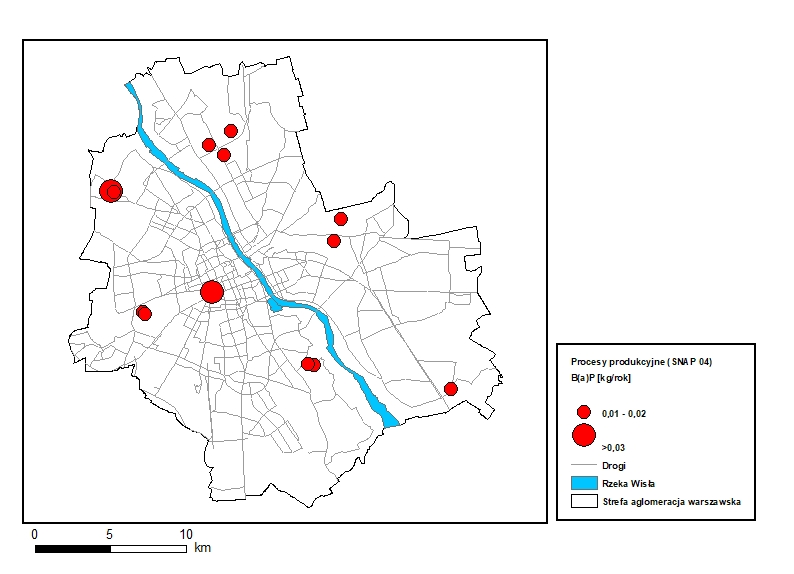 Procesy produkcyjne ( SNAP 04)
B(a)P [kg/rok]
0,01 - 0,02
>0,03
Drogi
Rzeka Wisła
Strefa aglomeracja warszawska
0 5 10
km